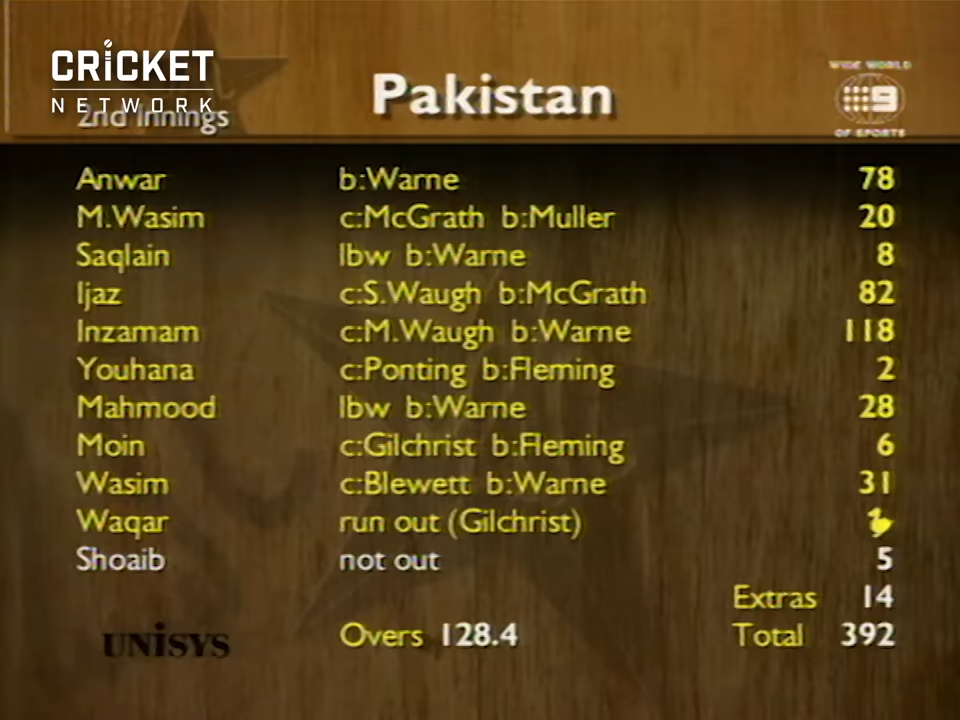 CRICKET
NETWORK
Pakistan
WIDE WORLD
9
OF SPORTS
2nd Innings
Anwar b:Warne 78
M.Wasim c:McGrath b:Muller 20
Saqlain lbw b:Warne 8
Ijaz c:S.Waugh b:McGrath 82
Inzamam c:M.Waugh b:Warne 118
Youhana c:Ponting b:Fleming 2
Mahmood lbw b:Warne 28
Moin c:Gilchrist b:Fleming 6
Wasim c:Blewett b:Warne 31
Waqar run out (Gilchrist)
Shoaib not out 5
Extras 14
UNISYS Overs 128.4 Total 392